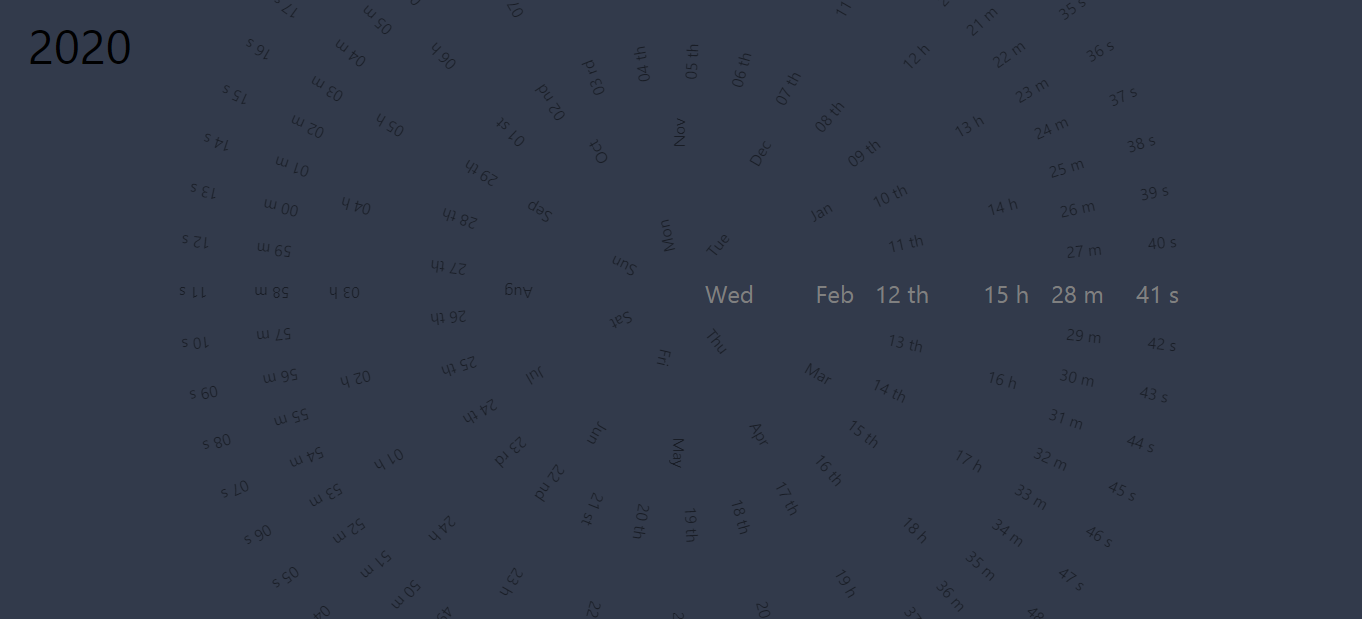 2020
Wed Feb 12 th 15 h 28 m 41 s
Mon
Tue
Thu
Fri
Sat
Sun
Jan
Mar
Apr
May
Jun
Jul
Aug
Sep
Oct
Nov
Dec
01 st
02 nd
03 rd
04 th
05 th
06 th
07 th
08 th
09 th
10 th
11 th
13 th
14 th
15 th
16 th
17 th
18 th
19 th
20 th
21 st
22 nd
23 rd
24 th
25 th
26 th
27 th
28 th
29 th
12 h
13 h
14 h
16 h
17 h
18 h
19 h
23 h
24 h
01 h
02 h
03 h
04 h
05 h
06 h
07
11
20
22
21 m
22 m
23 m
24 m
25 m
26 m
27 m
29 m
30 m
31 m
32 m
33 m
34 m
35 m
36 m
37
50 m
51 m
52 m
53 m
54 m
55 m
56 m
57 m
58 m
59 m
00 m
01 m
02 m
03 m
04 m
05 m
35 s
36 s
37 s
38 s
39 s
40 s
42 s
43 s
44 s
45 s
46 s
47 s
48
04
05 s
06 s
07 s
08 s
09 s
10 s
11 s
12 s
13 s
14 s
15 s
16 s
17 s